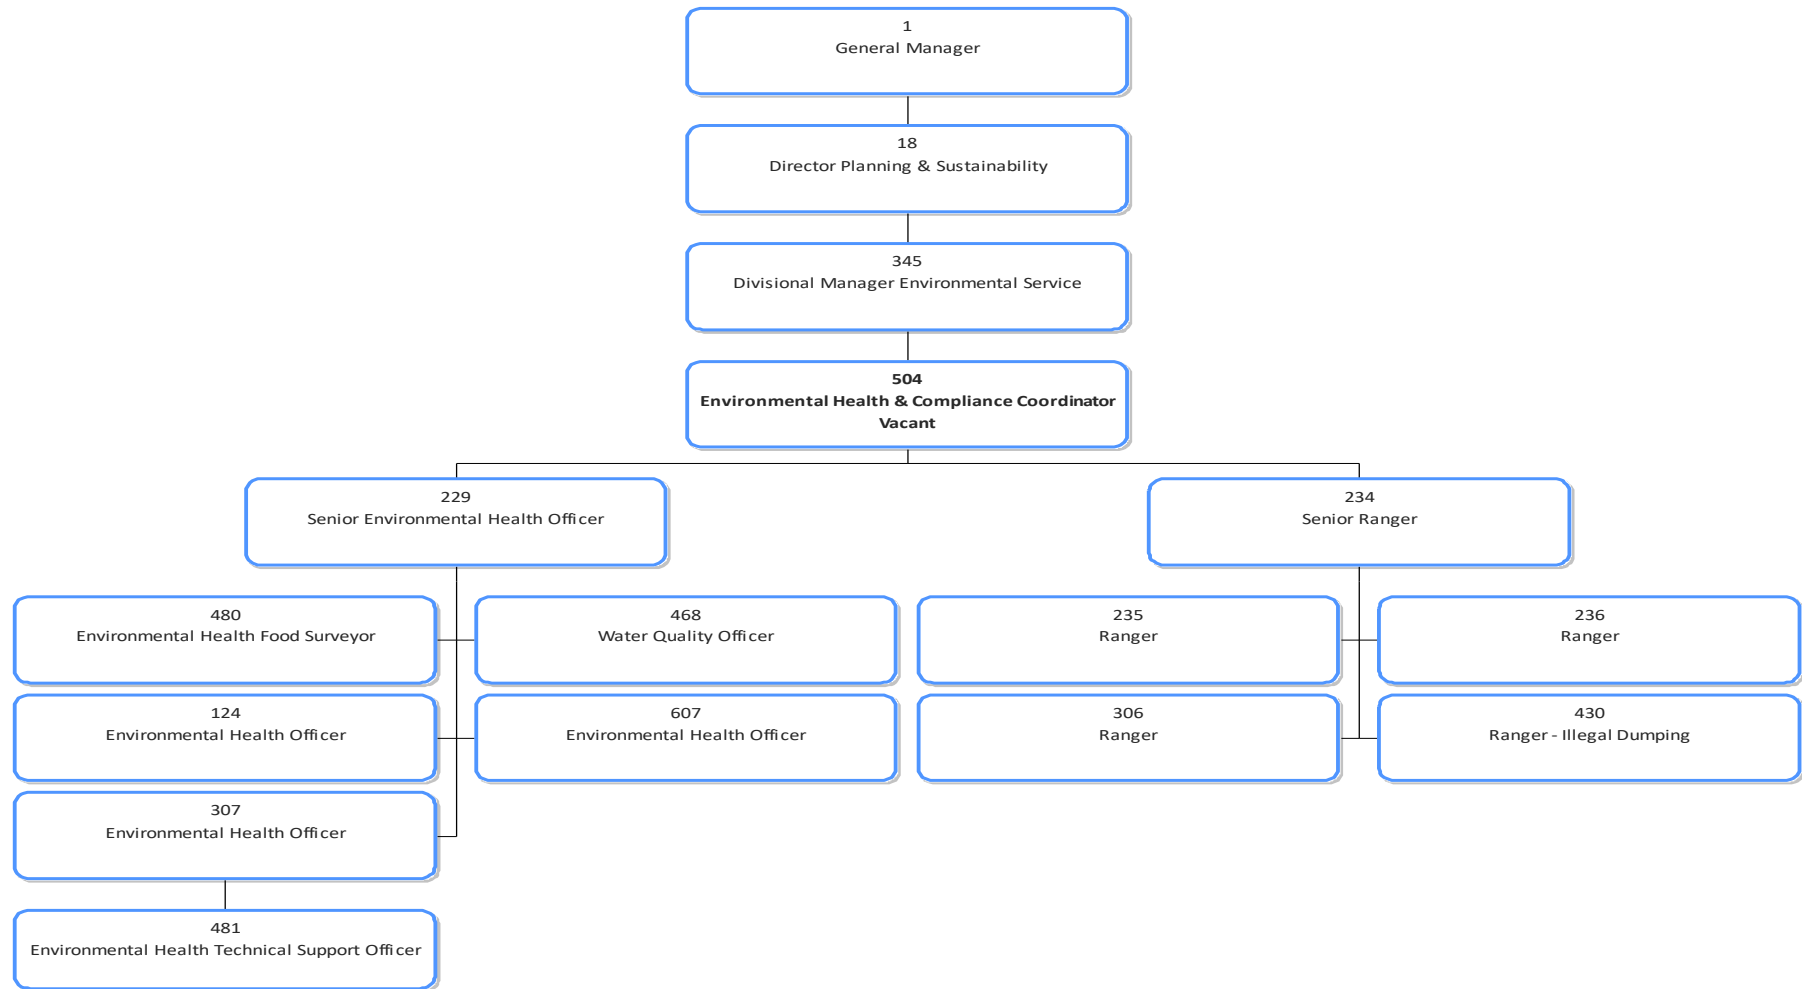 1
General Manager
18
Director Planning & Sustainability
345
Divisional Manager Environmental Service
504
Environmental Health & Compliance Coordinator
Vacant
229
Senior Environmental Health Officer
234
Senior Ranger
480
Environmental Health Food Surveyor
468
Water Quality Officer
235
Ranger
236
Ranger
124
Environmental Health Officer
607
Environmental Health Officer
306
Ranger
430
Ranger - Illegal Dumping
307
Environmental Health Officer
481
Environmental Health Technical Support Officer